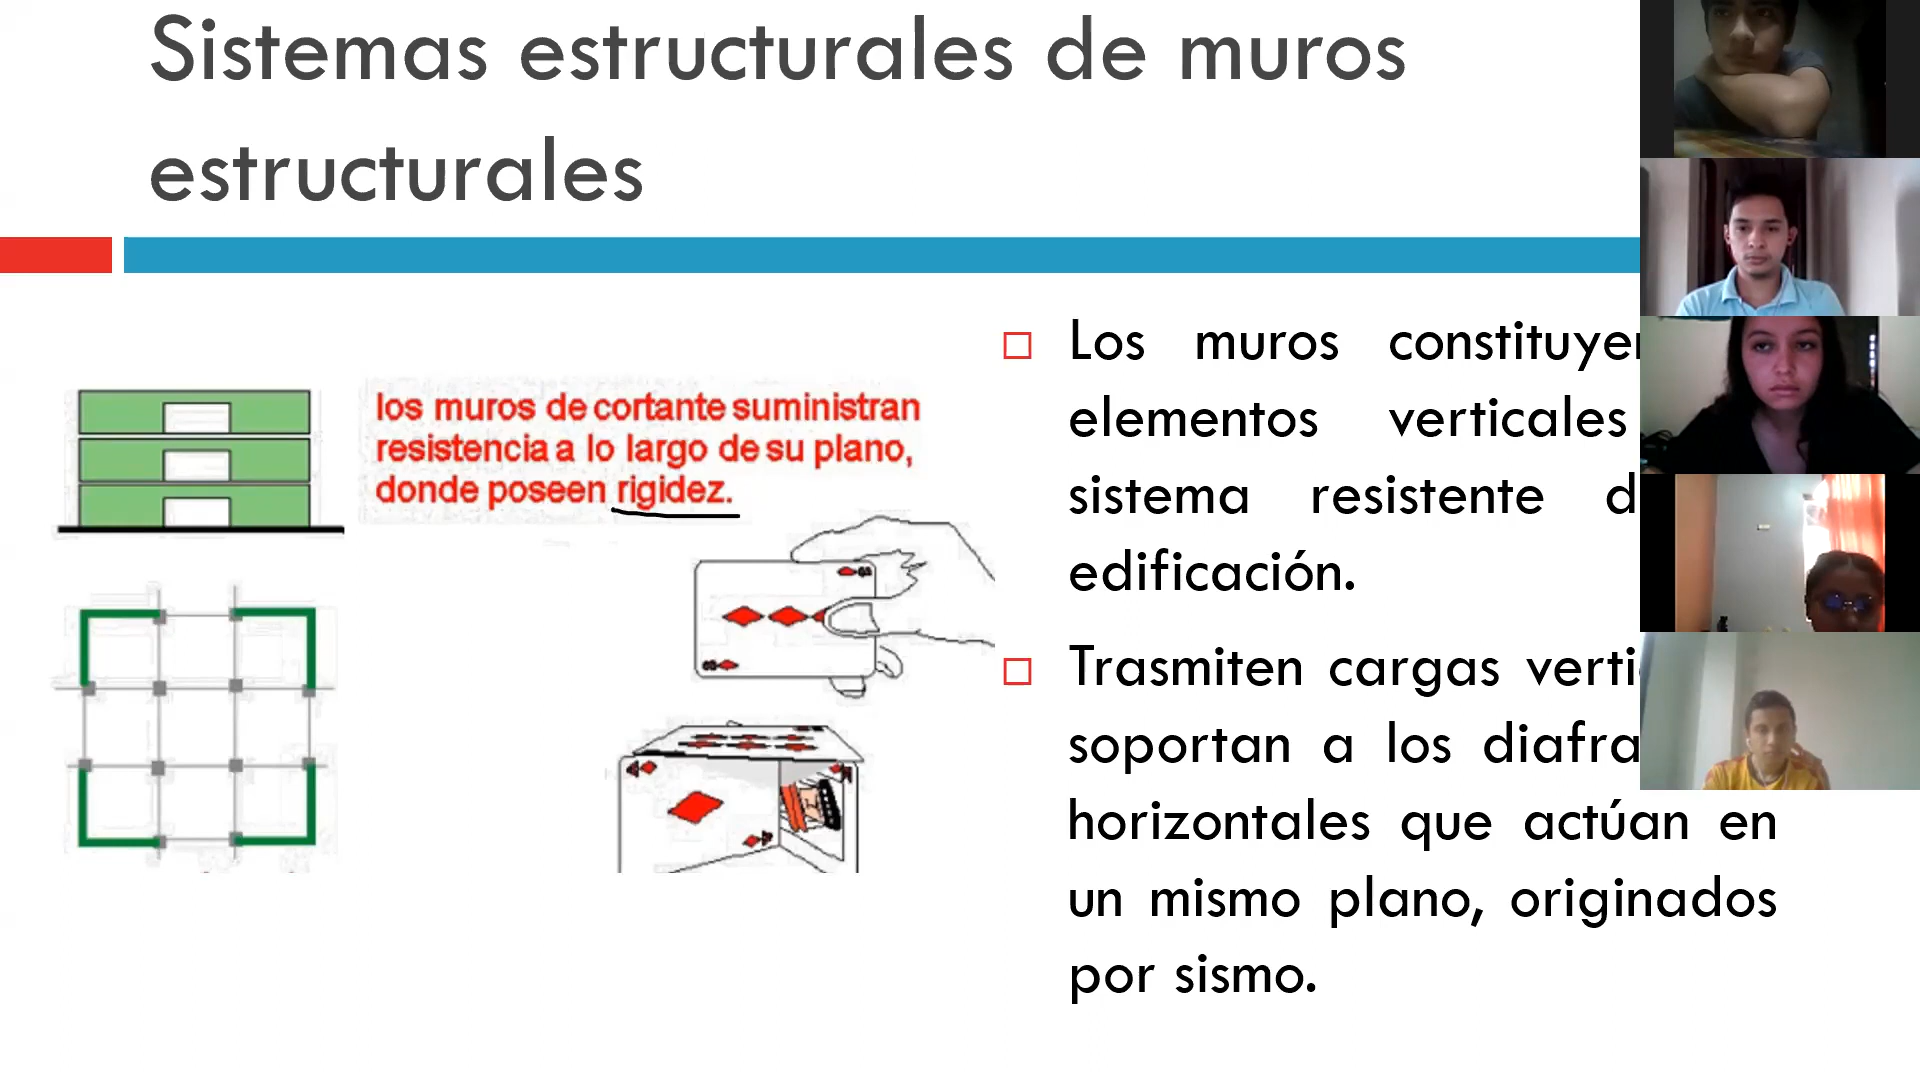 Sistemas estructurales de muros
estructurales
los muros de cortante suministran
resistencia a lo largo de su plano,
donde poseen rigidez.
Los muros constituye
elementos verticales
sistema resistente d
edificación.
Trasmiten cargas verti
soportan a los diafra
horizontales que actúan en
un mismo plano, originados
por sismo.